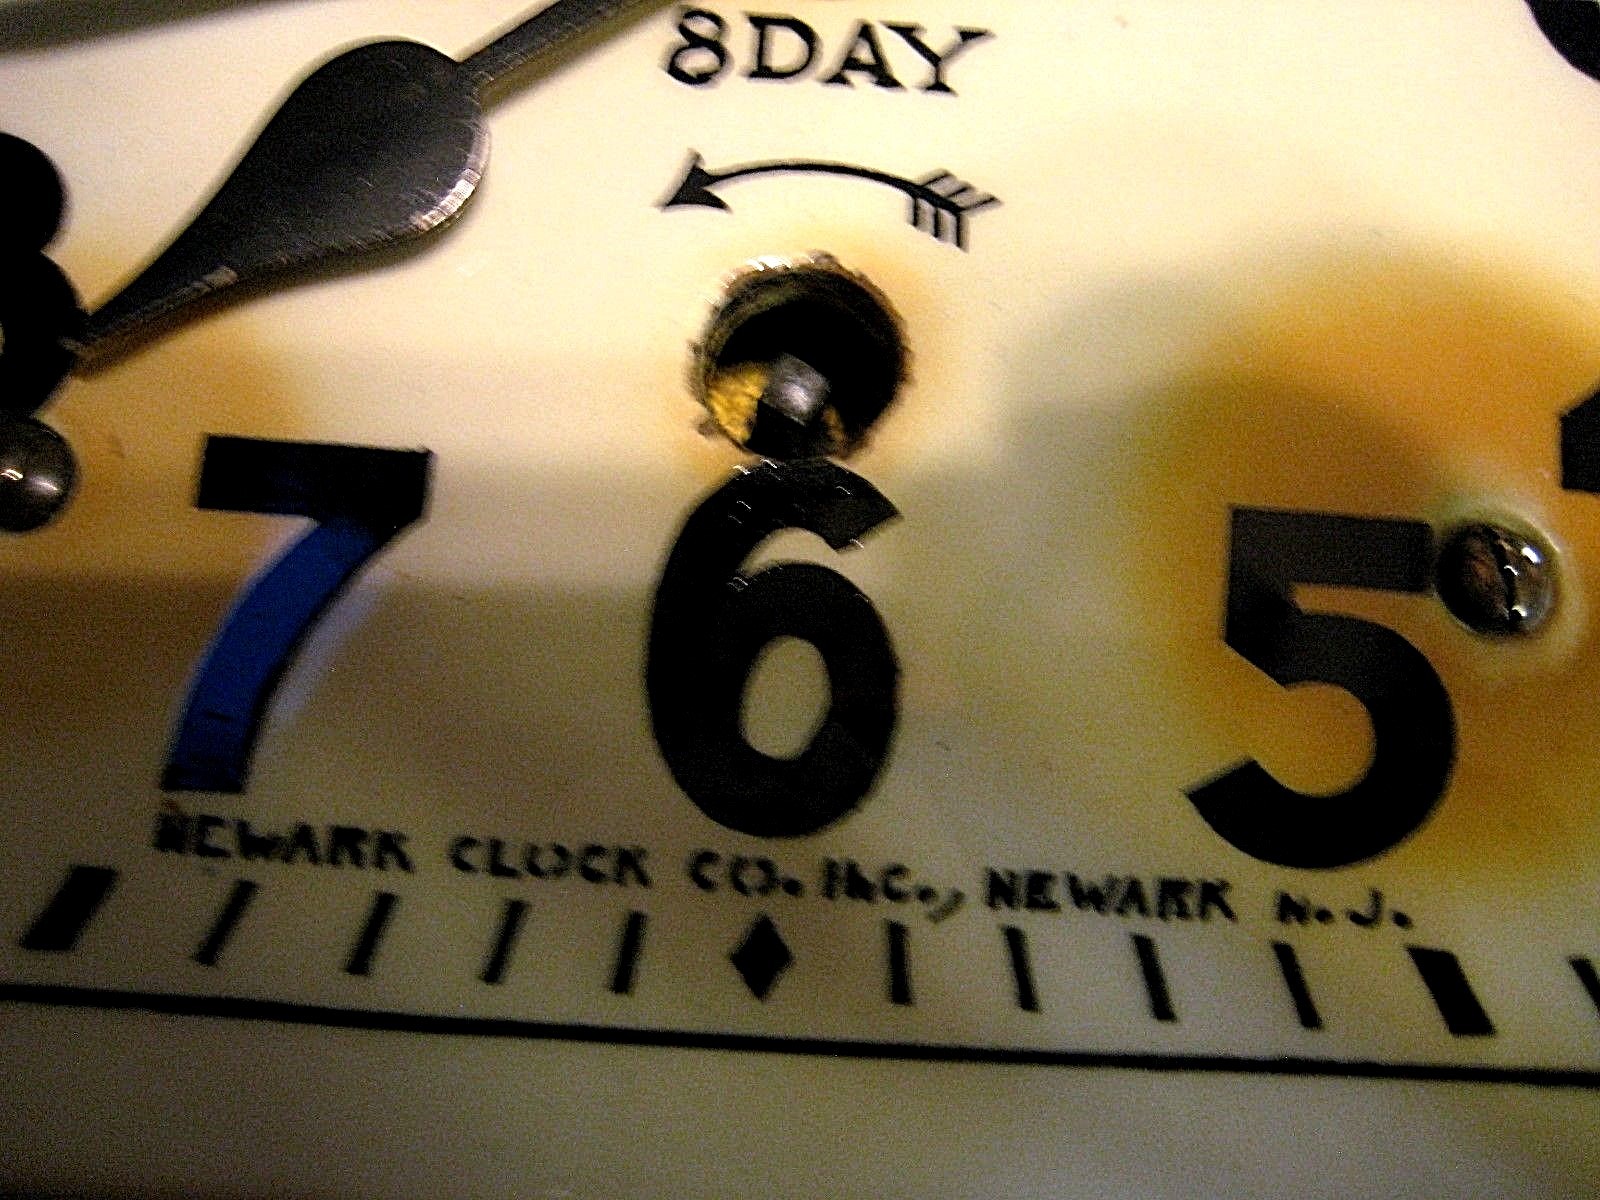 8DAY
7 6 5
NEWARK CLOCK CO. INC., NEWARK N. J.